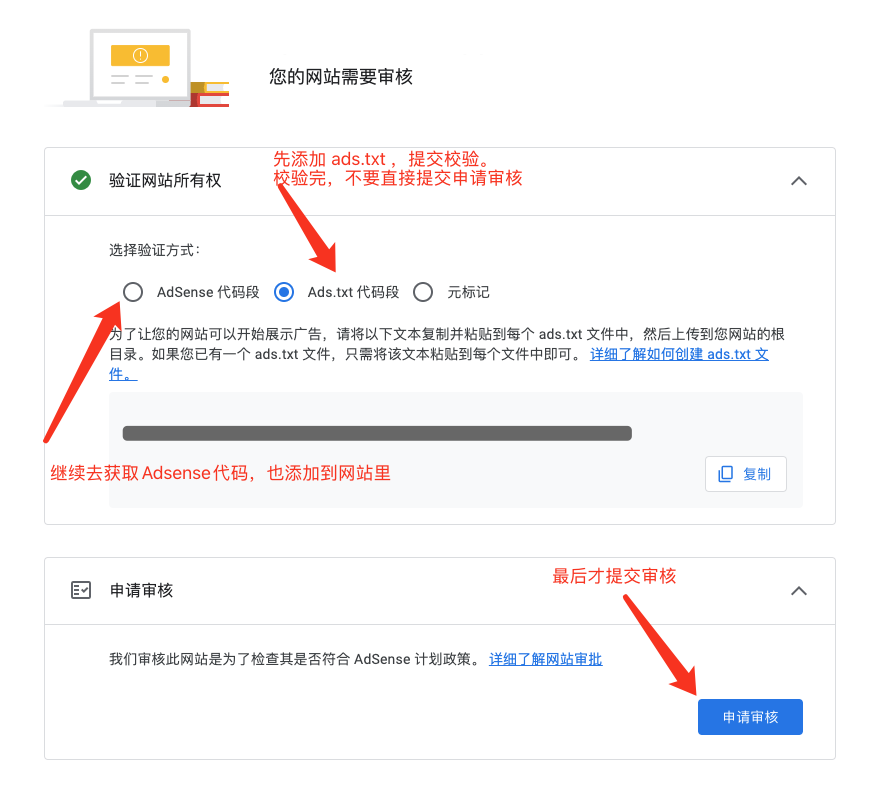 您的网站需要审核
先添加 ads.txt ，提交校验。
校验完，不要直接提交申请审核
验证网站所有权
选择验证方式：
AdSense 代码段 Ads.txt 代码段 元标记
为了让您的网站可以开始展示广告，请将以下文本复制并粘贴到每个 ads.txt 文件中，然后上传到您网站的根
目录。如果您已有一个 ads.txt 文件，只需将该文本粘贴到每个文件中即可。 详细了解如何创建 ads.txt 文
件。
继续去获取 Adsense 代码，也添加到网站里
复制
最后才提交审核
申请审核
我们审核此网站是为了检查其是否符合 AdSense 计划政策。 详细了解网站审批
申请审核